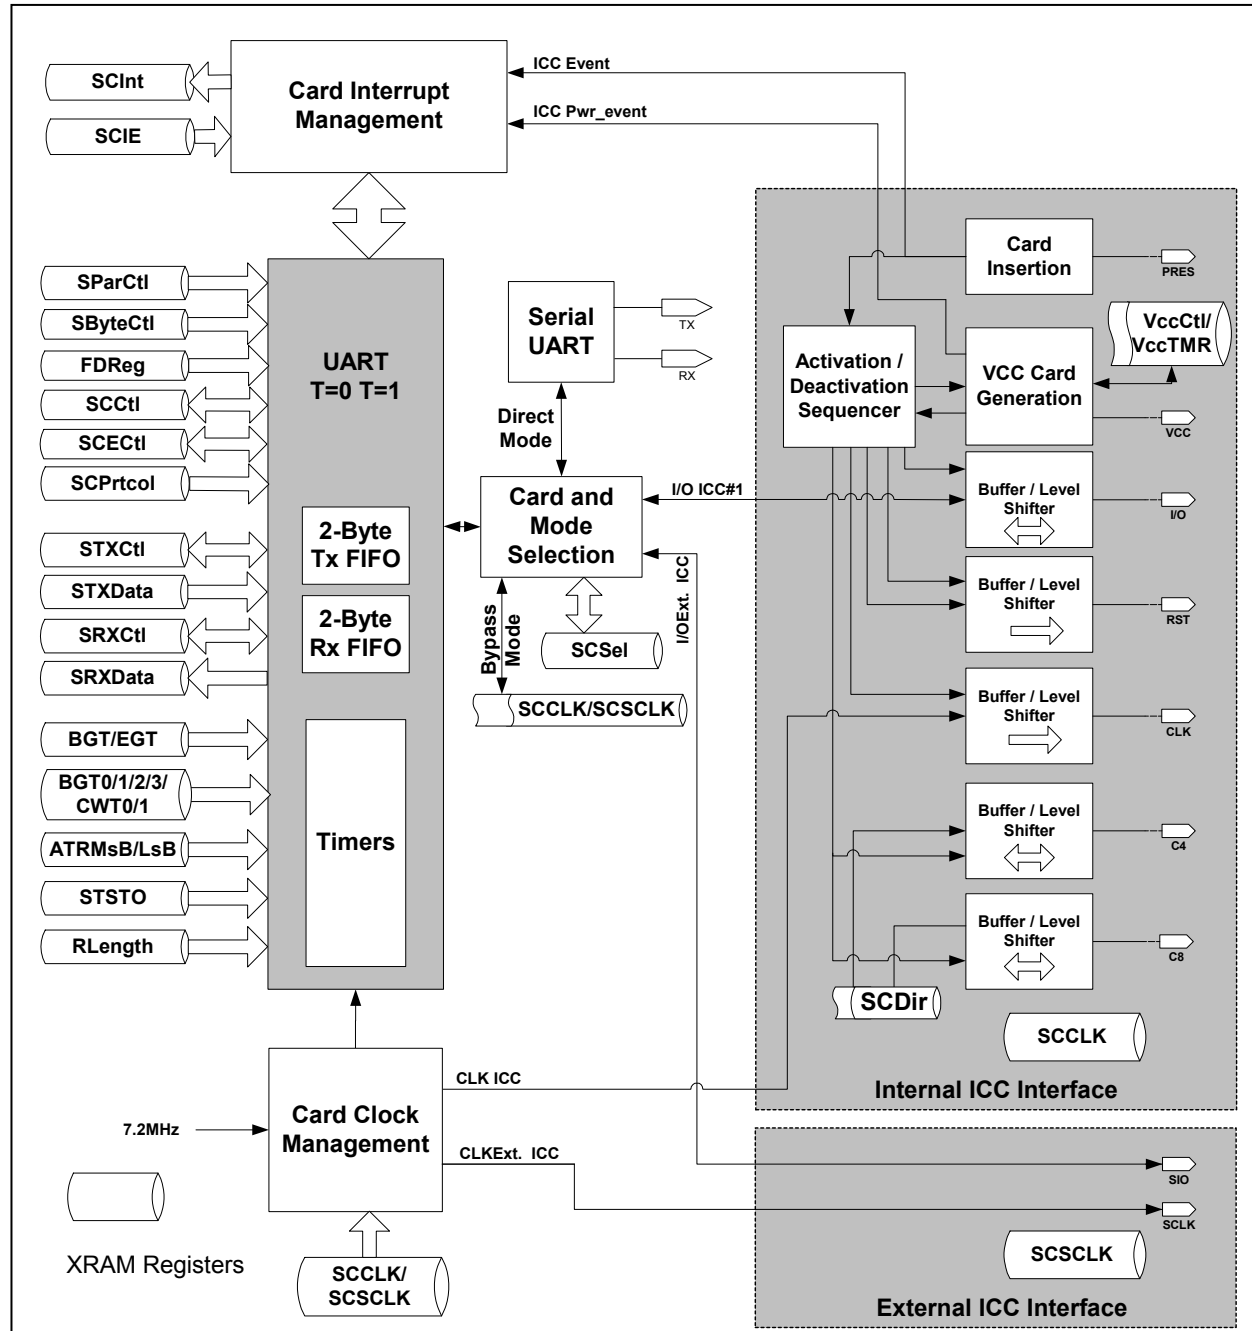 SCInt
SCIE
Card Interrupt
Management
ICC Event
ICC Pwr_event
SParCtl
SByteCtl
FDReg
SCCtl
SCECtl
SCPrtcol
STXCtl
STXData
SRXCtl
SRXData
BGT/EGT
BGT0/1/2/3/
CWT0/1
ATRMsB/LsB
STSTO
RLength
UART
T=0 T=1
2-Byte
Tx FIFO
2-Byte
Rx FIFO
Timers
Serial
UART
TX
RX
Direct
Mode
Card and
Mode
Selection
Bypass
Mode
SCSel
SCCLK/SCSCLK
I/O ICC#1
I/OExt. ICC
Card
Insertion
PRES
VccCtl/
VccTMR
Activation /
Deactivation
Sequencer
VCC Card
Generation
VCC
Buffer / Level
Shifter
I/O
Buffer / Level
Shifter
RST
Buffer / Level
Shifter
CLK
Buffer / Level
Shifter
C4
Buffer / Level
Shifter
C8
SCDir
SCCLK
Internal ICC Interface
Card Clock
Management
7.2MHz
CLK ICC
CLKExt. ICC
SCCLK/
SCSCLK
XRAM Registers
SIO
SCLK
SCSCLK
External ICC Interface